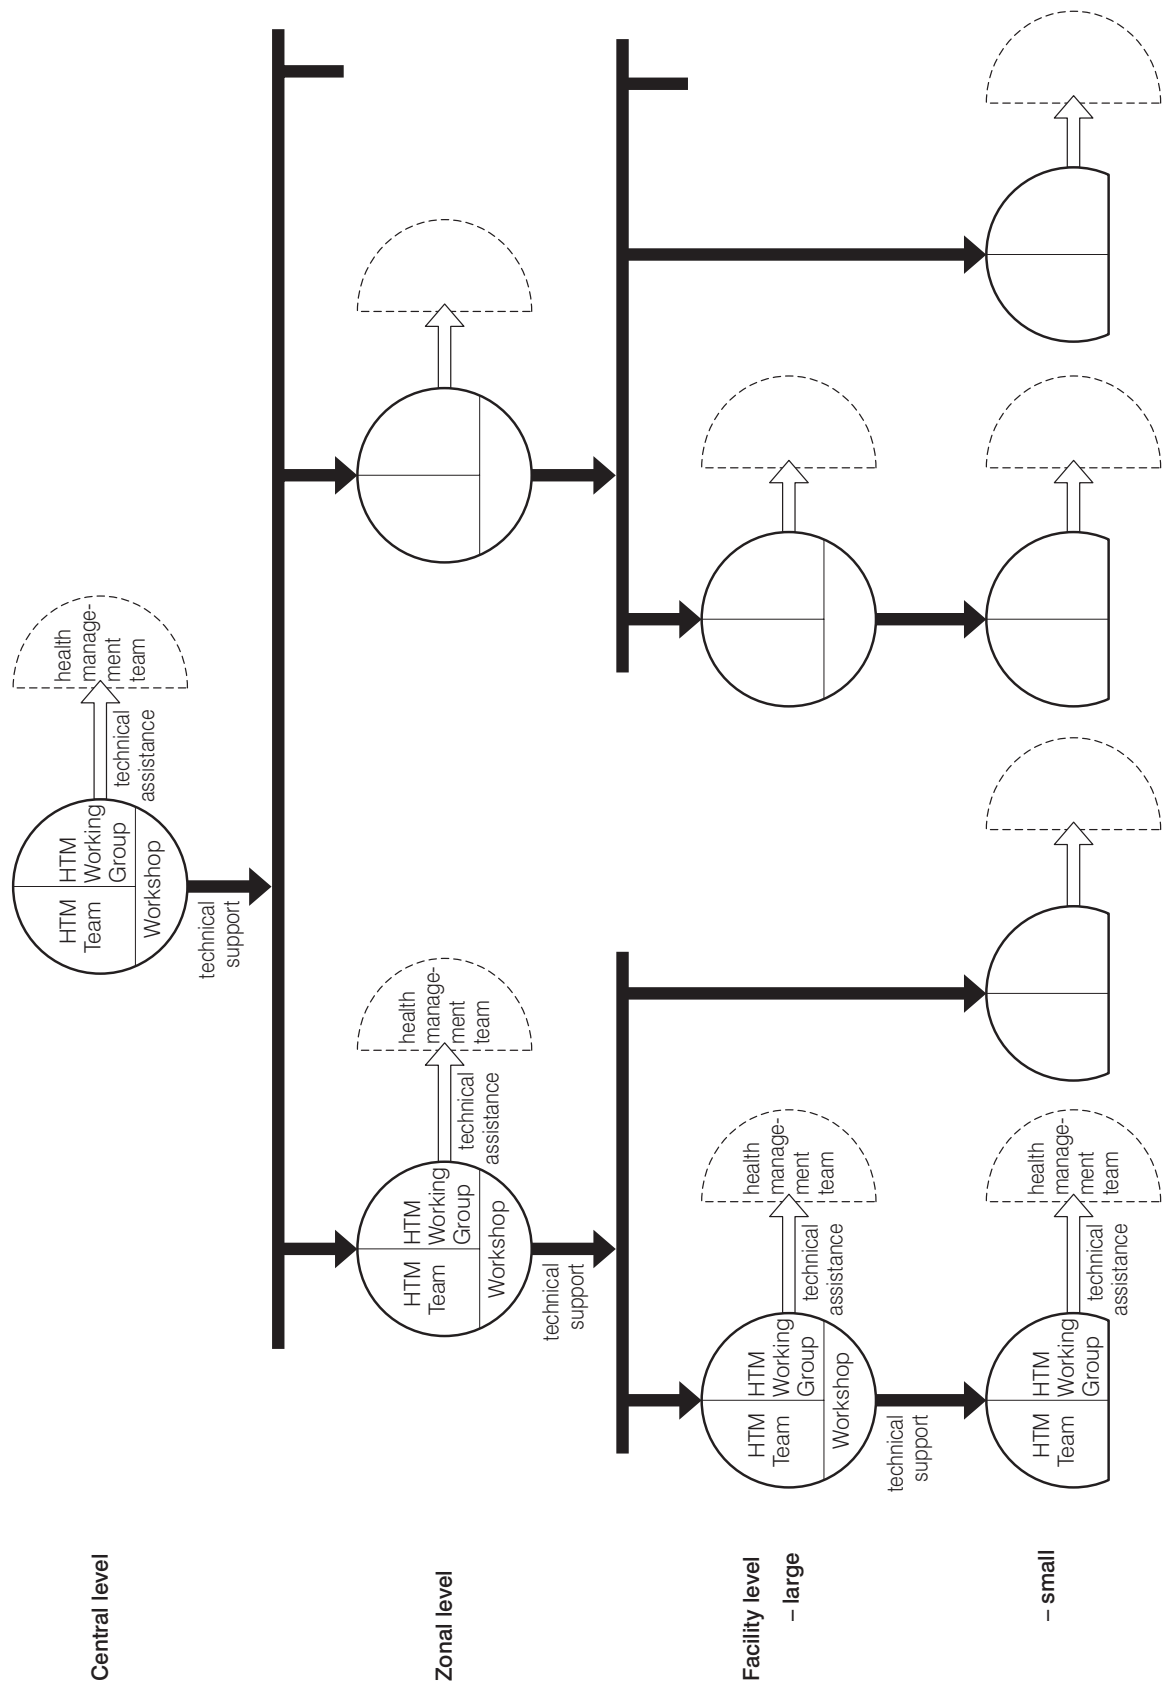 Central level
HTM
Team
HTM
Working
Group
Workshop
technical
assistance
health
manage-
ment
team
technical
support
Zonal level
HTM
Team
HTM
Working
Group
Workshop
technical
assistance
health
manage-
ment
team
technical
support
Facility level
– large
HTM
Team
HTM
Working
Group
Workshop
technical
assistance
health
manage-
ment
team
technical
support
– small
HTM
Team
HTM
Working
Group
technical
assistance
health
manage-
ment
team